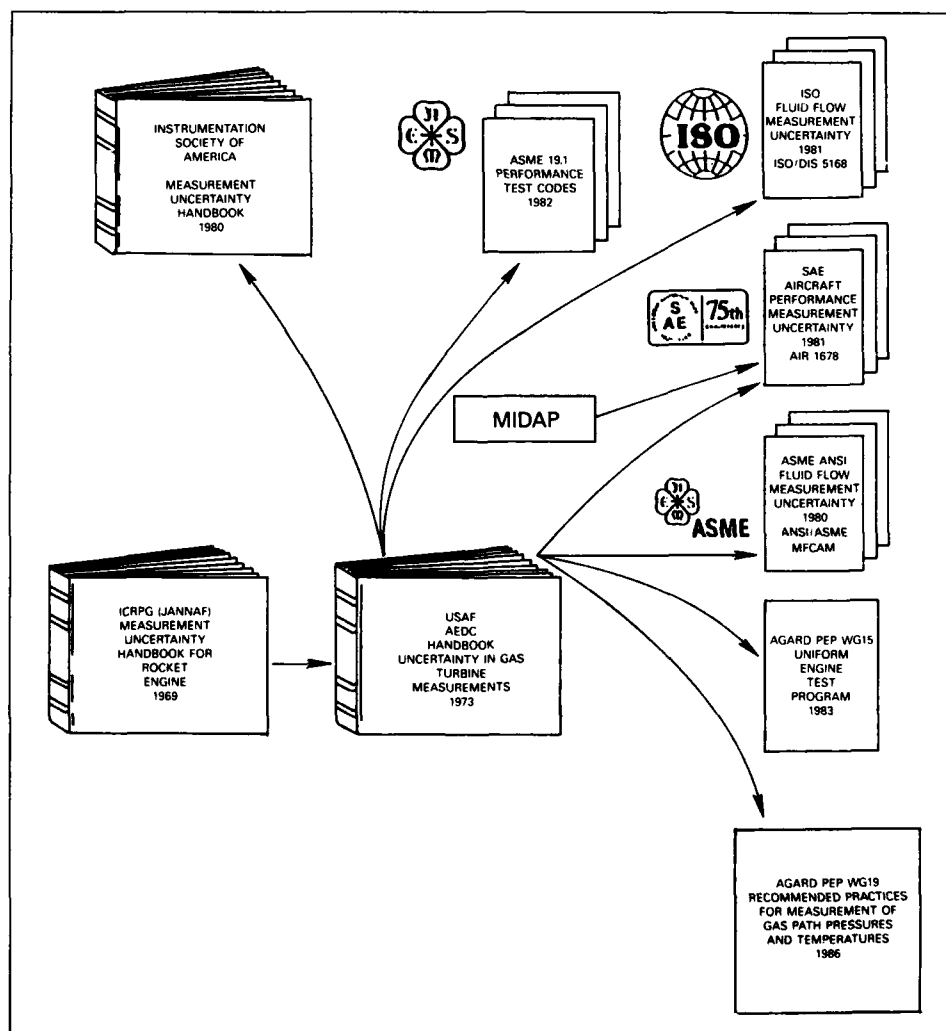 INSTRUMENTATION
SOCIETY OF
AMERICA
MEASUREMENT
UNCERTAINTY
HANDBOOK
1980
ASME 19.1
PERFORMANCE
TEST CODES
1982
ISO
ISO
FLUID FLOW
MEASUREMENT
UNCERTAINTY
1981
ISO/DIS 5168
S
AE
75th
SAE
AIRCRAFT
PERFORMANCE
MEASUREMENT
UNCERTAINTY
1981
AIR 1678
MIDAP
ASME
ASME ANSI
FLUID FLOW
MEASUREMENT
UNCERTAINTY
1980
ANSI/ASME
MFCAM
ICRPG (JANNAF)
MEASUREMENT
UNCERTAINTY
HANDBOOK FOR
ROCKET
ENGINE
1969
USAF
AEDC
HANDBOOK
UNCERTAINTY IN GAS
TURBINE
MEASUREMENTS
1973
AGARD PEP WG15
UNIFORM
ENGINE
TEST
PROGRAM
1983
AGARD PEP WG19
RECOMMENDED PRACTICES
FOR MEASUREMENT OF
GAS PATH PRESSURES
AND TEMPERATURES
1986